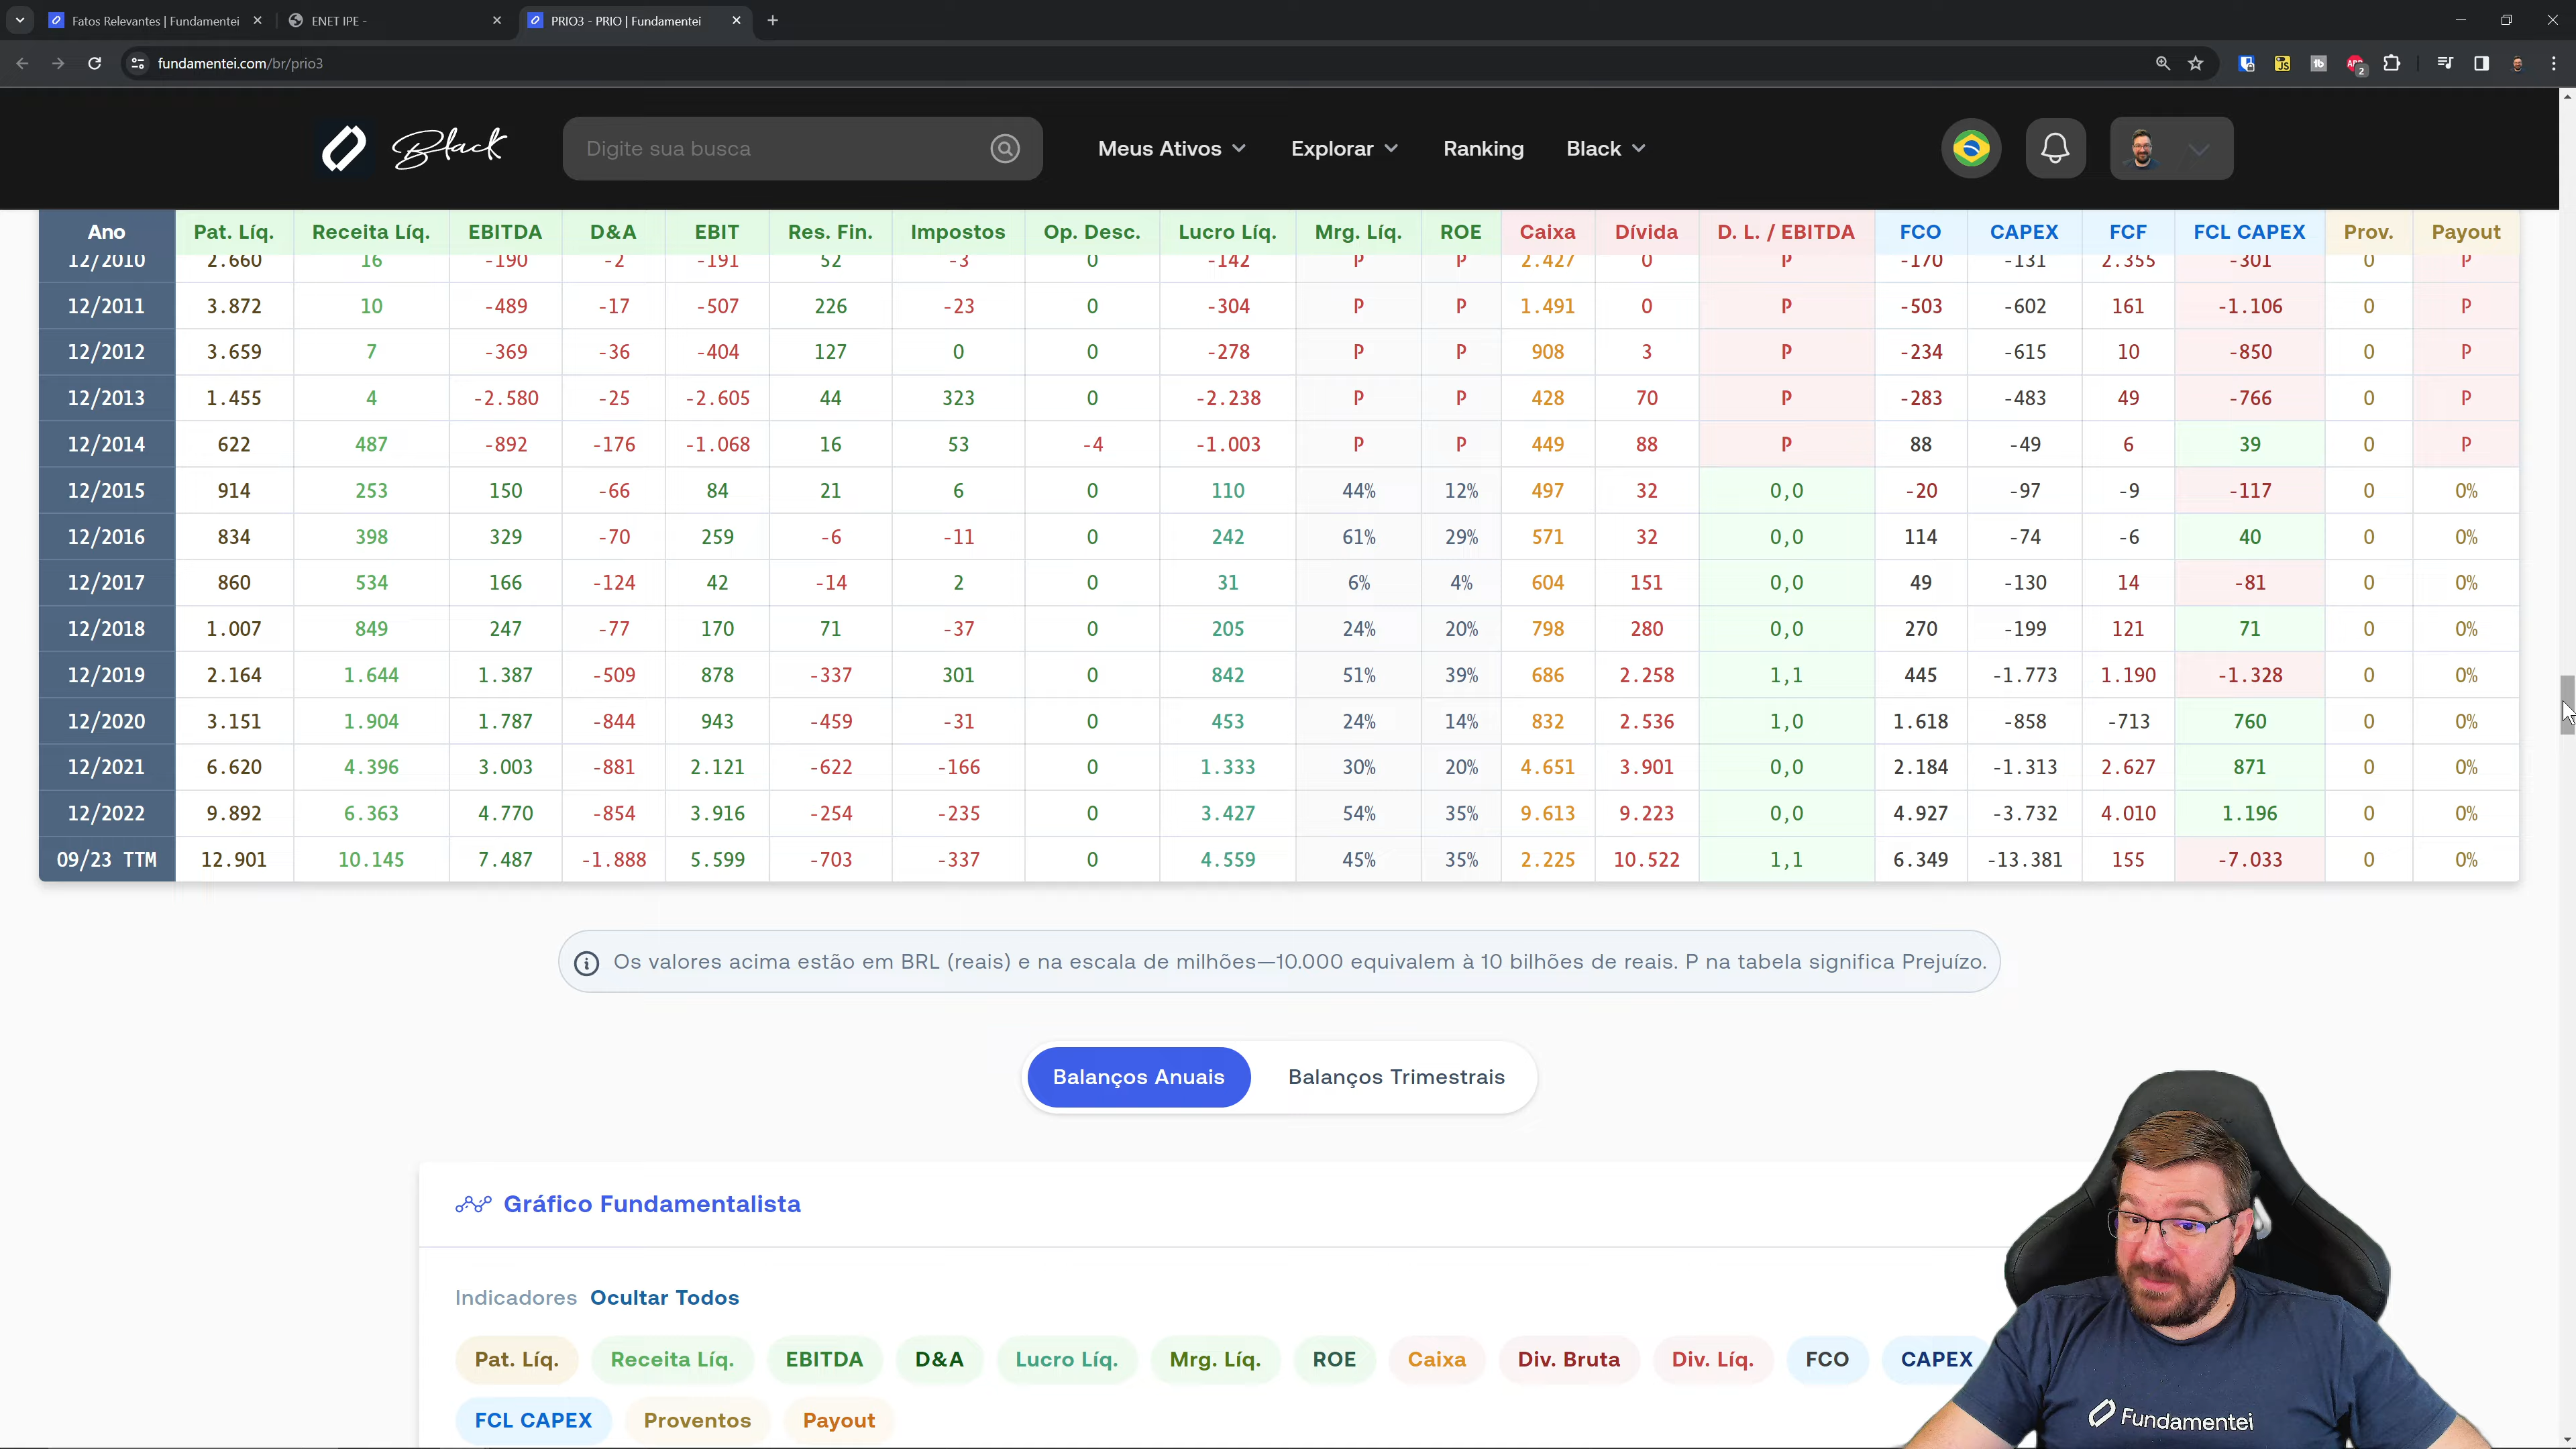 Fatos Relevantes | Fundamentei
ENET IPE -
PRIO3 - PRIO | Fundamentei
fundamentei.com/br/prio3
Black
Digite sua busca
Meus Ativos
Explorar
Ranking
Black
Ano Pat. Líq. Receita Líq. EBITDA D&A EBIT Res. Fin. Impostos Op. Desc. Lucro Líq. Mrg. Líq. ROE Caixa Dívida D. L. / EBITDA FCO CAPEX FCF FCL CAPEX Prov. Payout
12/2010 2.660 16 -190 -2 -191 52 -3 0 -142 P P 2.427 0 P -170 -131 2.355 -301 0 P
12/2011 3.872 10 -489 -17 -507 226 -23 0 -304 P P 1.491 0 P -503 -602 161 -1.106 0 P
12/2012 3.659 7 -369 -36 -404 127 0 0 -278 P P 908 3 P -234 -615 10 -850 0 P
12/2013 1.455 4 -2.580 -25 -2.605 44 323 0 -2.238 P P 428 70 P -283 -483 49 -766 0 P
12/2014 622 487 -892 -176 -1.068 16 53 -4 -1.003 P P 449 88 P 88 -49 6 39 0 P
12/2015 914 253 150 -66 84 21 6 0 110 44% 12% 497 32 0,0 -20 -97 -9 -117 0 0%
12/2016 834 398 329 -70 259 -6 -11 0 242 61% 29% 571 32 0,0 114 -74 -6 40 0 0%
12/2017 860 534 166 -124 42 -14 2 0 31 6% 4% 604 151 0,0 49 -130 14 -81 0 0%
12/2018 1.007 849 247 -77 170 71 -37 0 205 24% 20% 798 280 0,0 270 -199 121 71 0 0%
12/2019 2.164 1.644 1.387 -509 878 -337 301 0 842 51% 39% 686 2.258 1,1 445 -1.773 1.190 -1.328 0 0%
12/2020 3.151 1.904 1.787 -844 943 -459 -31 0 453 24% 14% 832 2.536 1,0 1.618 -858 -713 760 0 0%
12/2021 6.620 4.396 3.003 -881 2.121 -622 -166 0 1.333 30% 20% 4.651 3.901 0,0 2.184 -1.313 2.627 871 0 0%
12/2022 9.892 6.363 4.770 -854 3.916 -254 -235 0 3.427 54% 35% 9.613 9.223 0,0 4.927 -3.732 4.010 1.196 0 0%
09/23 TTM 12.901 10.145 7.487 -1.888 5.599 -703 -337 0 4.559 45% 35% 2.225 10.522 1,1 6.349 -13.381 155 -7.033 0 0%
Os valores acima estão em BRL (reais) e na escala de milhões—10.000 equivalem à 10 bilhões de reais. P na tabela significa Prejuízo.
Balanços Anuais
Balanços Trimestrais
Gráfico Fundamentalista
Indicadores Ocultar Todos
Pat. Líq. Receita Líq. EBITDA D&A Lucro Líq. Mrg. Líq. ROE Caixa Div. Bruta Div. Líq. FCO CAPEX
FCL CAPEX Proventos Payout
Fundamentei